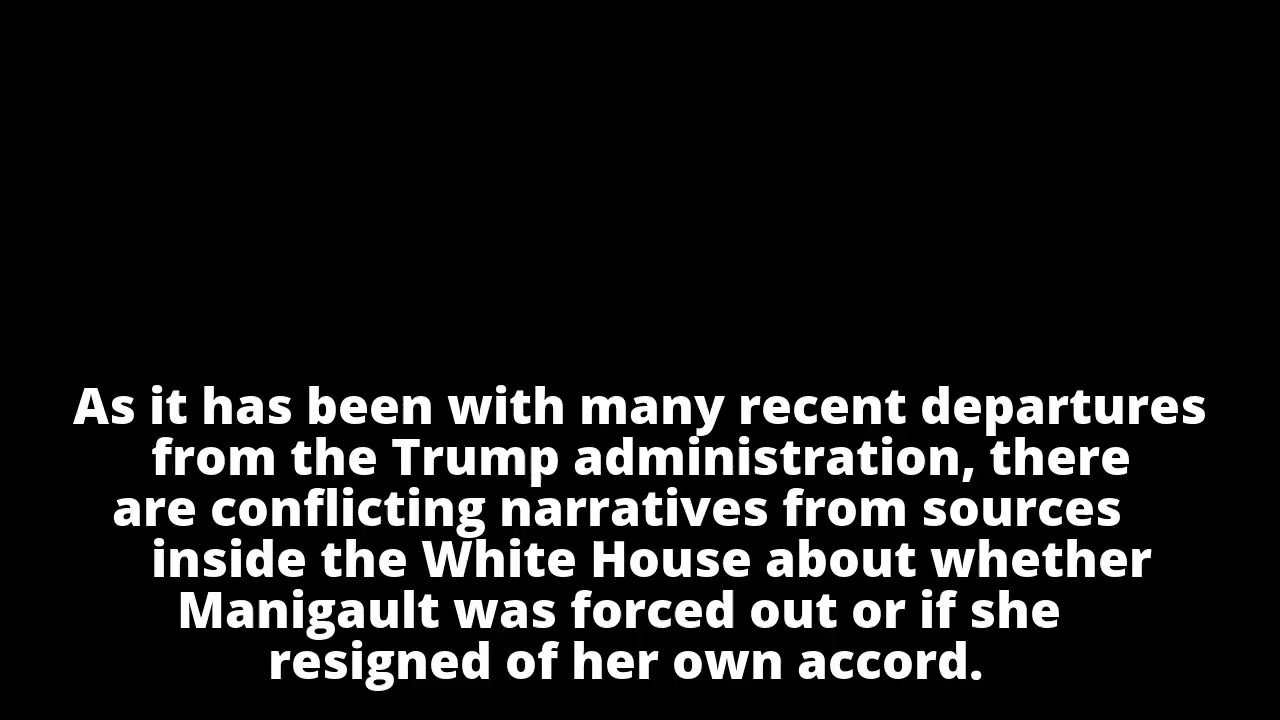 As it has been with many recent departures
from the Trump administration, there
are conflicting narratives from sources
inside the White House about whether
Manigault was forced out or if she
resigned of her own accord.